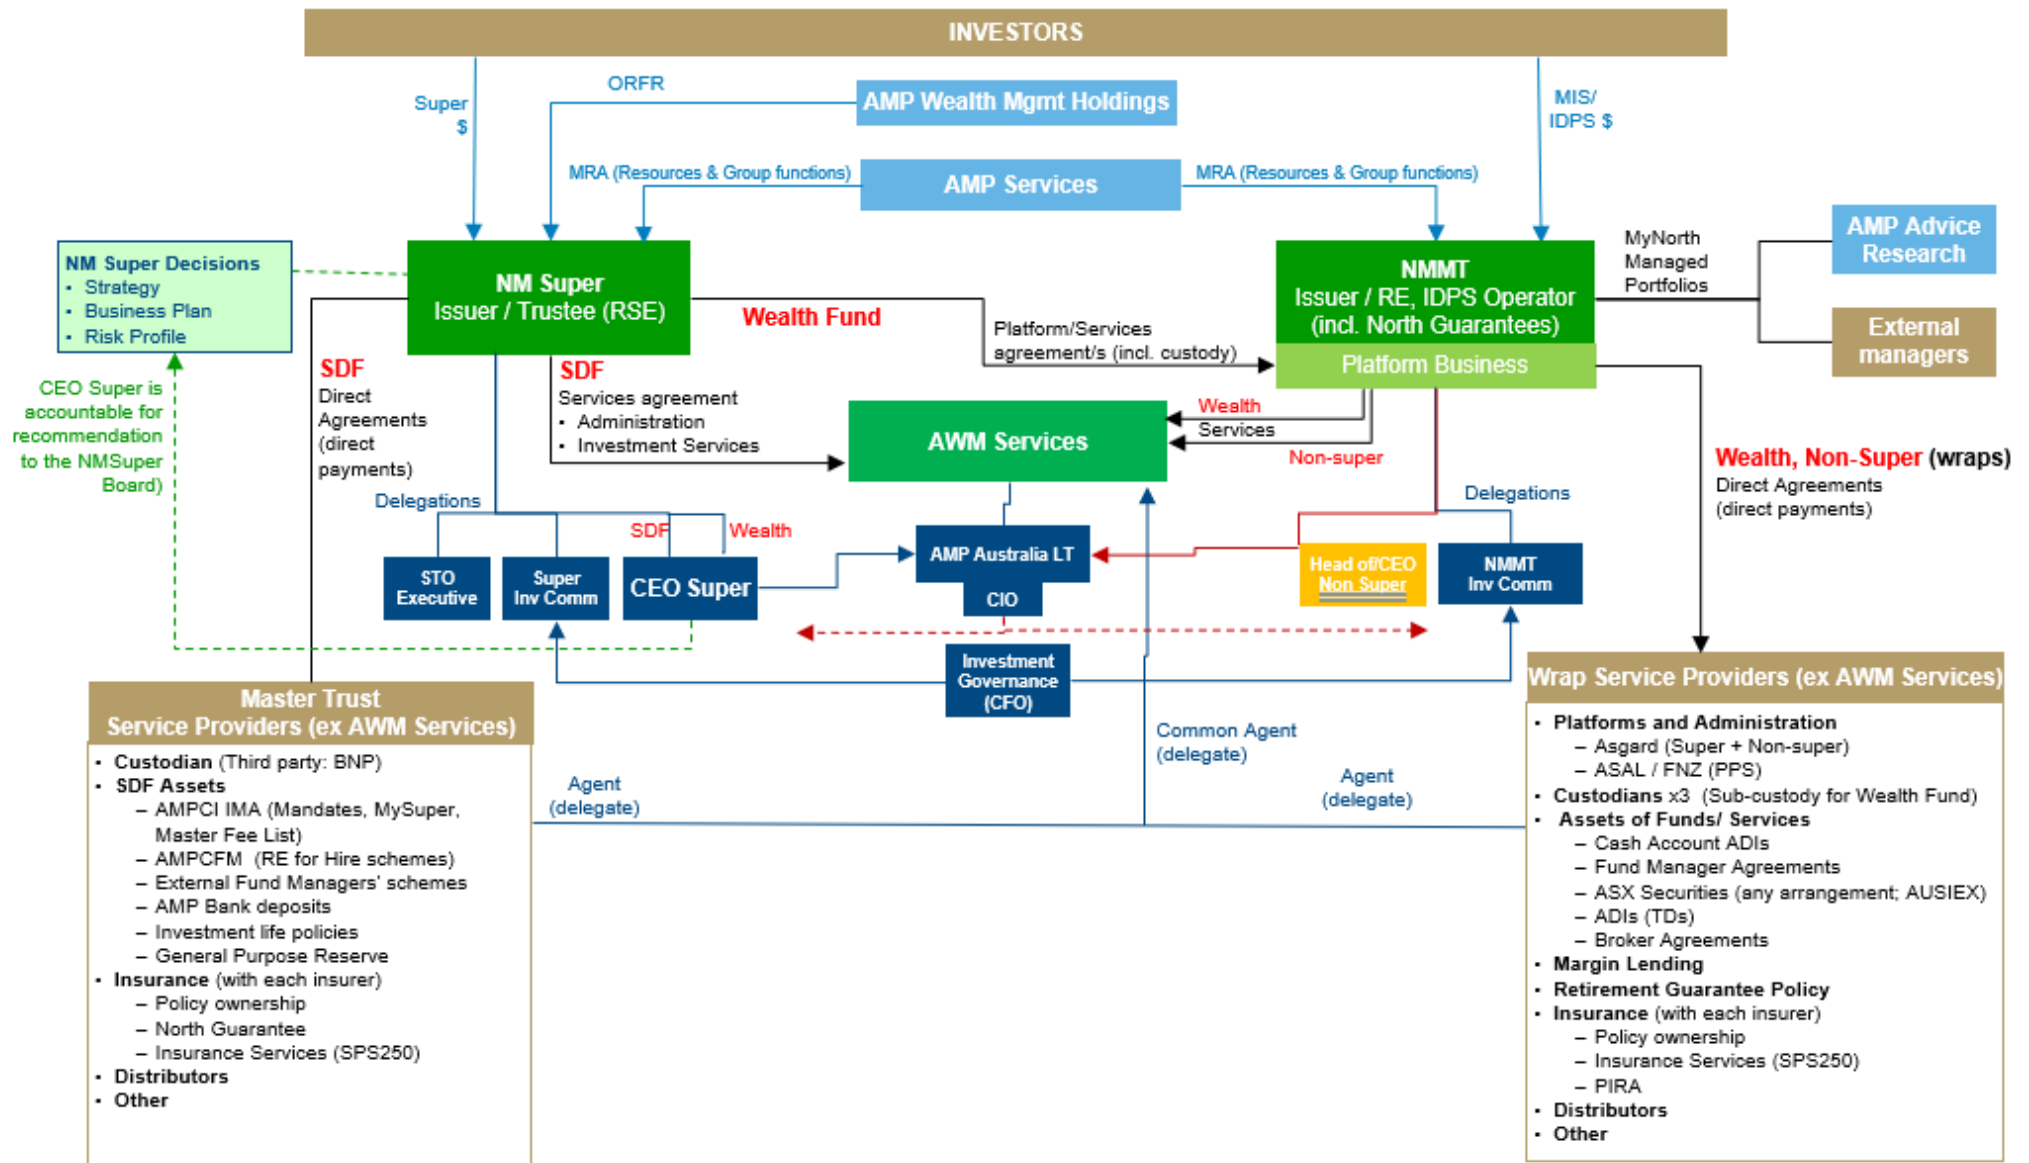 INVESTORS
Super
$
ORFR
AMP Wealth Mgmt Holdings
MIS/
IDPS $
MRA (Resources & Group functions)
AMP Services
MRA (Resources & Group functions)
NM Super Decisions
• Strategy
• Business Plan
• Risk Profile
NM Super
Issuer / Trustee (RSE)
NMMT
Issuer / RE, IDPS Operator
(incl. North Guarantees)
Platform Business
MyNorth
Managed
Portfolios
AMP Advice
Research
External
managers
Wealth Fund
Platform/Services
agreement/s (incl. custody)
CEO Super is
accountable for
recommendation
to the NMSuper
Board)
SDF
Direct
Agreements
(direct
payments)
SDF
Services agreement
• Administration
• Investment Services
AWM Services
Wealth
Services
Non-super
Wealth, Non-Super (wraps)
Direct Agreements
(direct payments)
Delegations
SDF
Wealth
Delegations
STO
Executive
Super
Inv Comm
CEO Super
AMP Australia LT
CIO
Head of/CEO
Non Super
NMMT
Inv Comm
Investment
Governance
(CFO)
Master Trust
Service Providers (ex AWM Services)
• Custodian (Third party: BNP)
• SDF Assets
– AMPCI IMA (Mandates, MySuper,
Master Fee List)
– AMPCFM (RE for Hire schemes)
– External Fund Managers' schemes
– AMP Bank deposits
– Investment life policies
– General Purpose Reserve
• Insurance (with each insurer)
– Policy ownership
– North Guarantee
– Insurance Services (SPS250)
• Distributors
• Other
Agent
(delegate)
Common Agent
(delegate)
Agent
(delegate)
Wrap Service Providers (ex AWM Services)
• Platforms and Administration
– Asgard (Super + Non-super)
– ASAL / FNZ (PPS)
• Custodians x3 (Sub-custody for Wealth Fund)
• Assets of Funds/ Services
– Cash Account ADIs
– Fund Manager Agreements
– ASX Securities (any arrangement; AUSIEX)
– ADIs (TDs)
– Broker Agreements
• Margin Lending
• Retirement Guarantee Policy
• Insurance (with each insurer)
– Policy ownership
– Insurance Services (SPS250)
– PIRA
• Distributors
• Other